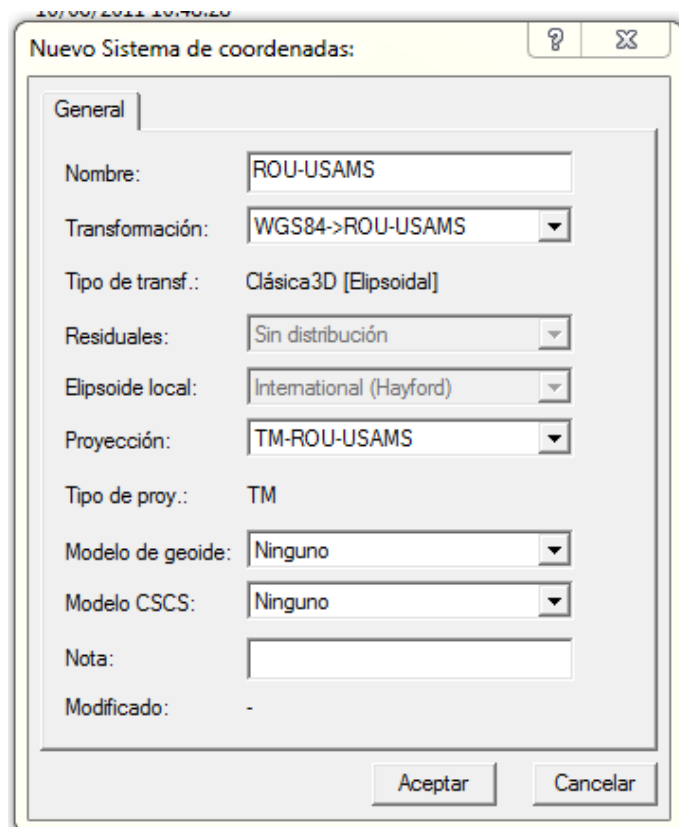 Nuevo Sistema de coordenadas:
General
Nombre: ROU-USAMS
Transformación: WGS84->ROU-USAMS
Tipo de transf.: Clásica3D [Elipsoidal]
Residuales: Sin distribución
Elipsoide local: International (Hayford)
Proyección: TM-ROU-USAMS
Tipo de proy.: TM
Modelo de geoide: Ninguno
Modelo CSCS: Ninguno
Nota:
Modificado: -
Aceptar Cancelar